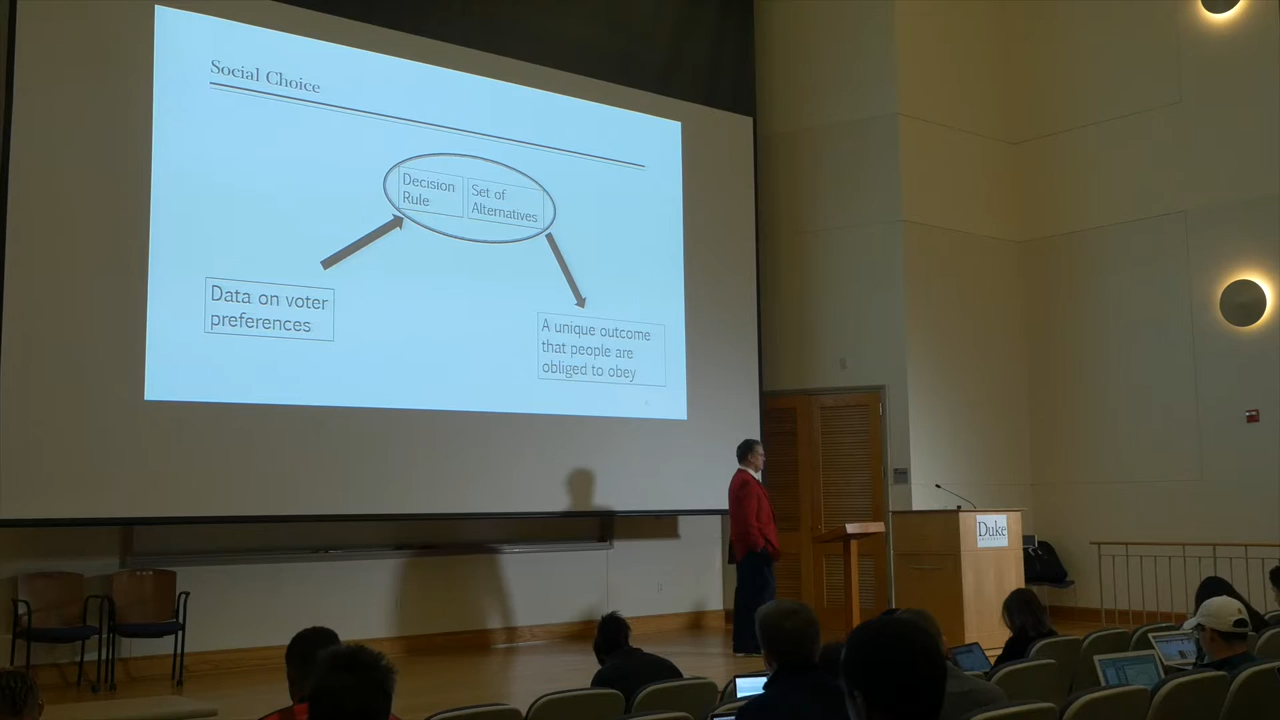 Social Choice
Decision
Rule
Set of
Alternatives
Data on voter
preferences
A unique outcome
that people are
obliged to obey
Duke
UNIVERSITY